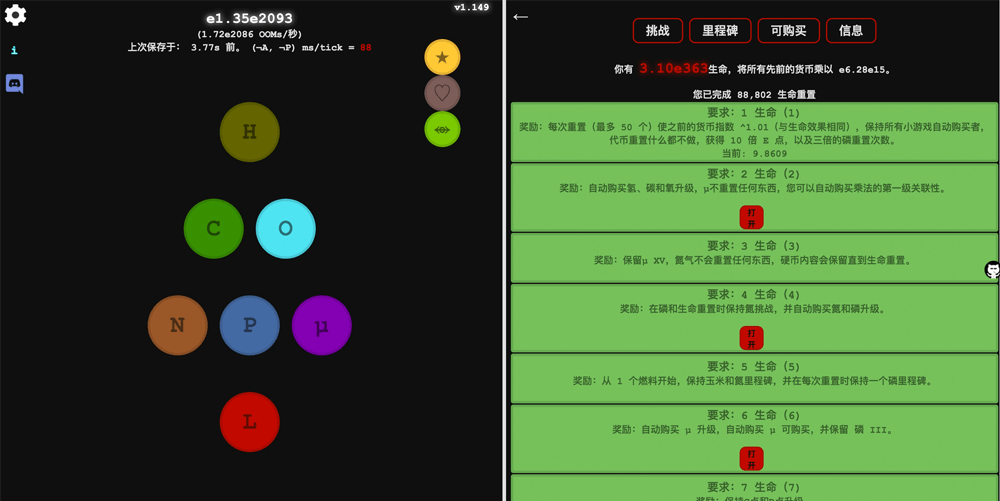 v1.149
e1.35e2093
(1.72e2086 OOMs/秒)
上次保存于: 3.77s 前。 (¬A, ¬P) ms/tick = 88
i
H
C
O
N
P
μ
L
←
挑战
里程碑
可购买
信息
你有 3.10e363生命，将所有先前的货币乘以 e6.28e15。
您已完成 88,802 生命重置
要求：1 生命 (1)
奖励：每次重置（最多 50 个）使之前的货币指数 ^1.01（与生命效果相同），保持所有小游戏自动购买者，
代币重置什么都不做，获得 10 倍 E 点，以及三倍的磷重置次数。
当前: 9.8609
要求：2 生命 (2)
奖励：自动购买氢、碳和氧升级，μ不重置任何东西，您可以自动购买乘法的第一级关联性。
打
开
要求：3 生命 (3)
奖励：保留μ XV，氮气不会重置任何东西，硬币内容会保留直到生命重置。
要求：4 生命 (4)
奖励：在磷和生命重置时保持氮挑战，并自动购买氮和磷升级。
打
开
要求：5 生命 (5)
奖励：从 1 个燃料开始，保持玉米和氮里程碑，并在每次重置时保持一个磷里程碑。
要求：6 生命 (6)
奖励：自动购买 μ 升级，自动购买 μ 可购买，并保留 磷 III。
打
开
要求：7 生命 (7)